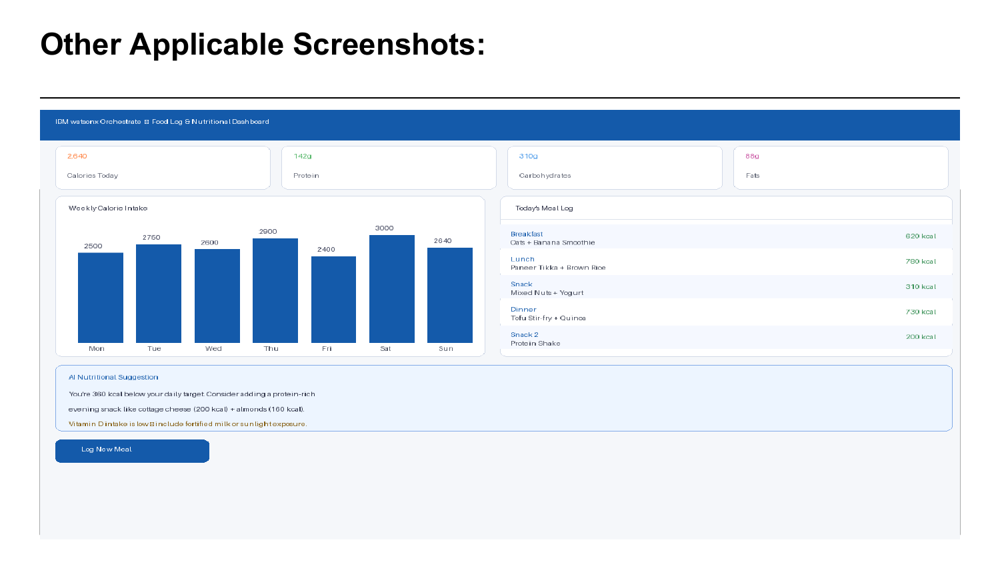 Other Applicable Screenshots:
IBM watsonx Orchestrate ☒ Food Log & Nutritional Dashboard
2,640
Calories Today
142g
Protein
310g
Carbohydrates
88g
Fats
Weekly Calorie Intake
2500
2750
2600
2900
2400
3000
2640
Mon
Tue
Wed
Thu
Fri
Sat
Sun
Today's Meal Log
Breakfast
Oats + Banana Smoothie
620 kcal
Lunch
Paneer Tikka + Brown Rice
780 kcal
Snack
Mixed Nuts + Yogurt
310 kcal
Dinner
Tofu Stir-fry + Quinoa
730 kcal
Snack 2
Protein Shake
200 kcal
AI Nutritional Suggestion
You're 360 kcal below your daily target. Consider adding a protein-rich
evening snack like cottage cheese (200 kcal) + almonds (160 kcal).
Vitamin D intake is low ☒ include fortified milk or sunlight exposure.
Log New Meal